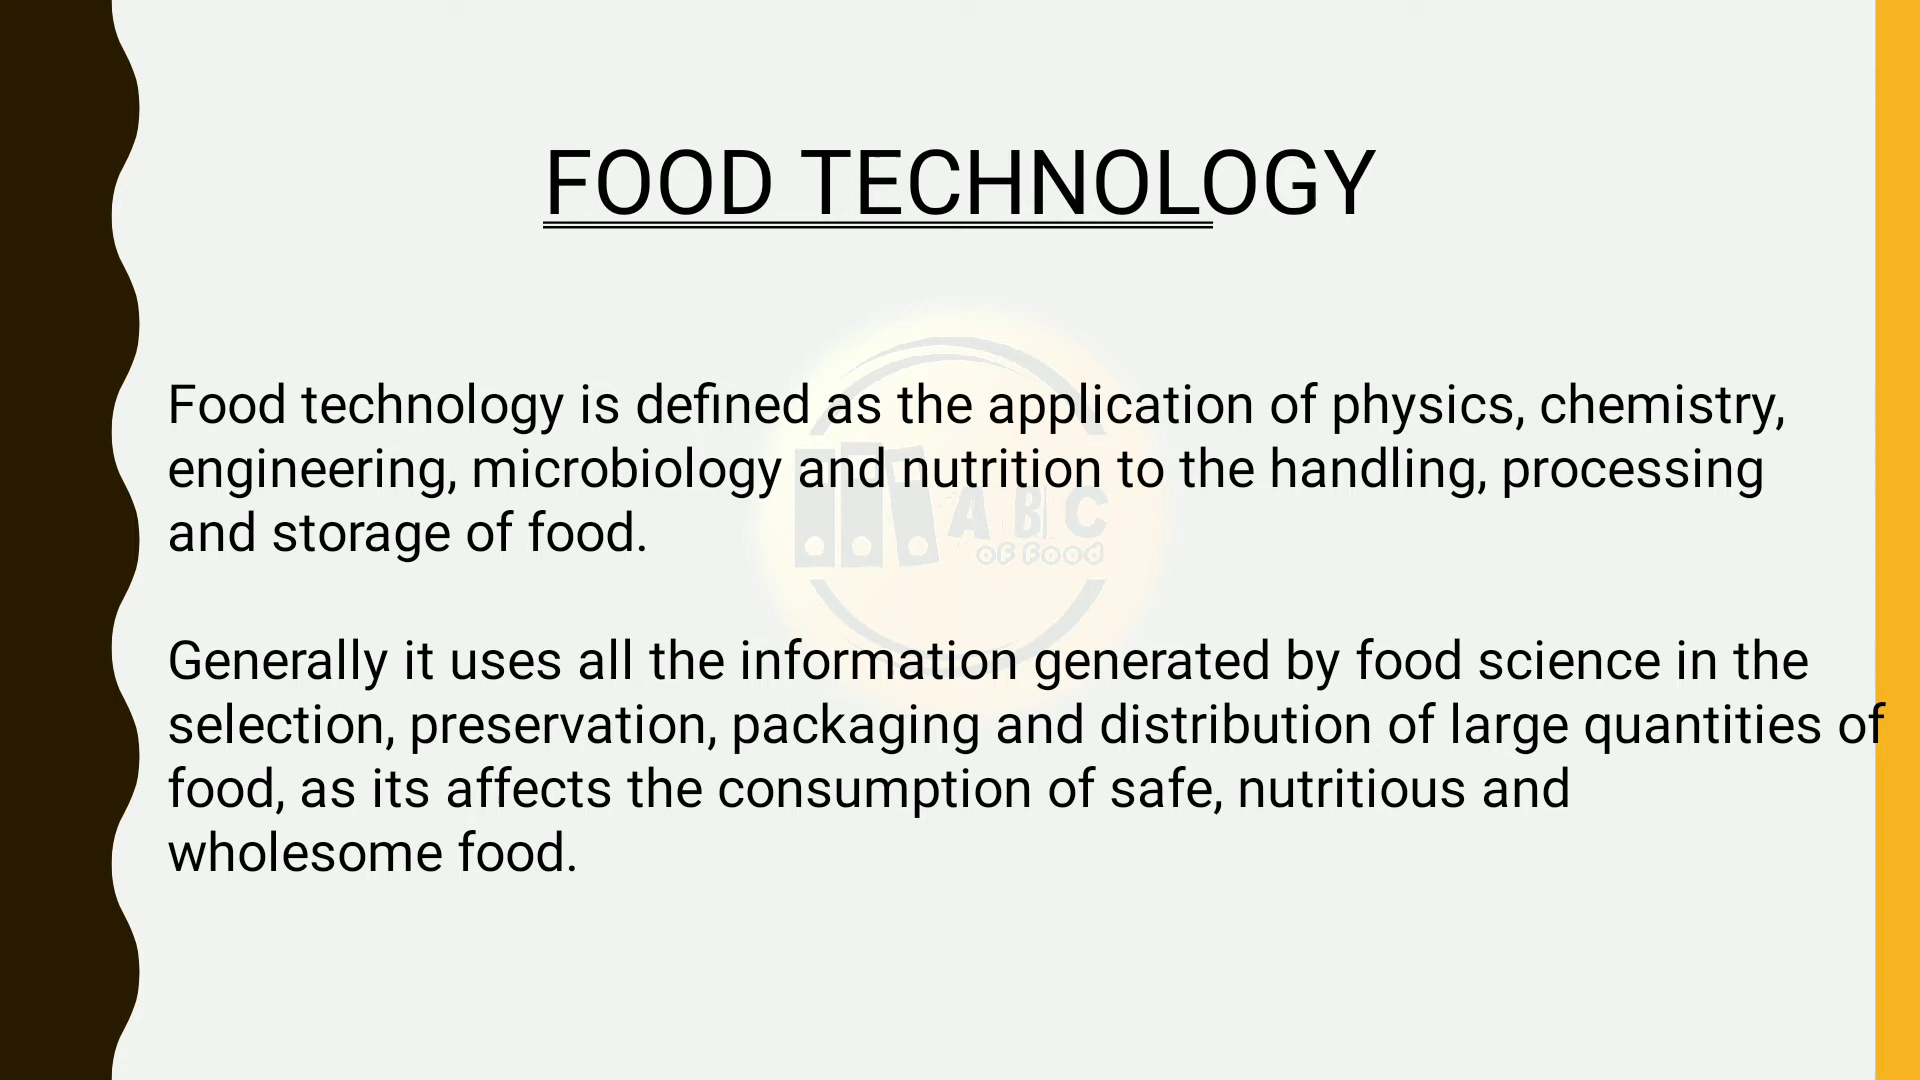 FOOD TECHNOLOGY
Food technology is defined as the application of physics, chemistry,
engineering, microbiology and nutrition to the handling, processing
and storage of food.
ABC
of food
Generally it uses all the information generated by food science in the
selection, preservation, packaging and distribution of large quantities of
food, as its affects the consumption of safe, nutritious and
wholesome food.